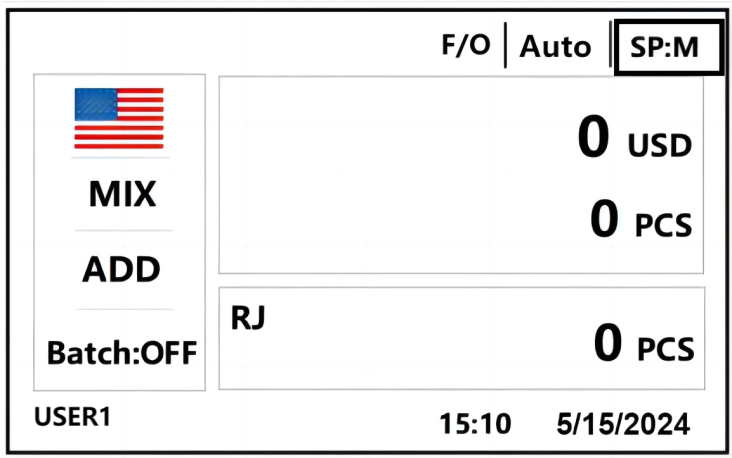 F/O Auto SP:M
MIX
ADD
Batch:OFF
0 USD
0 PCS
RJ
0 PCS
USER1 15:10 5/15/2024